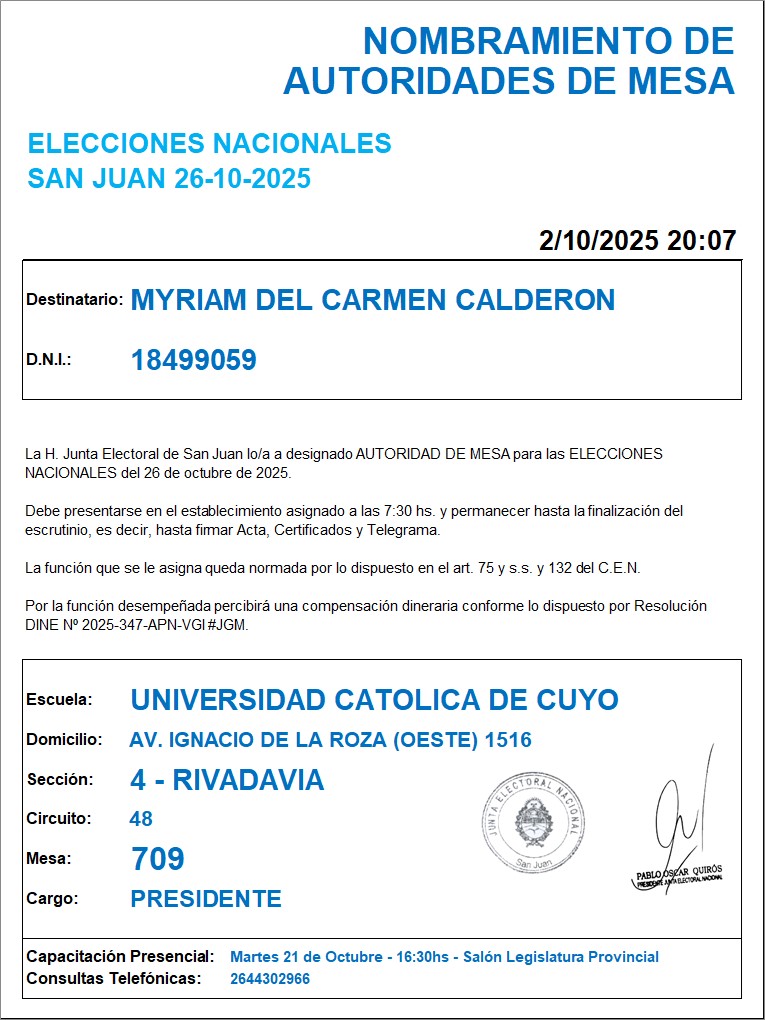 NOMBRAMIENTO DE
AUTORIDADES DE MESA
ELECCIONES NACIONALES
SAN JUAN 26-10-2025
2/10/2025 20:07
Destinatario: MYRIAM DEL CARMEN CALDERON
D.N.I.: 18499059
La H. Junta Electoral de San Juan lo/a a designado AUTORIDAD DE MESA para las ELECCIONES
NACIONALES del 26 de octubre de 2025.
Debe presentarse en el establecimiento asignado a las 7:30 hs. y permanecer hasta la finalización del
escrutinio, es decir, hasta firmar Acta, Certificados y Telegrama.
La función que se le asigna queda normada por lo dispuesto en el art. 75 y s.s. y 132 del C.E.N.
Por la función desempeñada percibirá una compensación dineraria conforme lo dispuesto por Resolución
DINE Nº 2025-347-APN-VGI#JGM.
Escuela: UNIVERSIDAD CATOLICA DE CUYO
Domicilio: AV. IGNACIO DE LA ROZA (OESTE) 1516
Sección: 4 - RIVADAVIA
Circuito: 48
Mesa: 709
Cargo: PRESIDENTE
JUNTA ELECTORAL NACIONAL
San Juan
PABLO OSCAR QUIRÓS
PRESIDENTE JUNTA ELECTORAL NACIONAL
Capacitación Presencial: Martes 21 de Octubre - 16:30hs - Salón Legislatura Provincial
Consultas Telefónicas: 2644302966